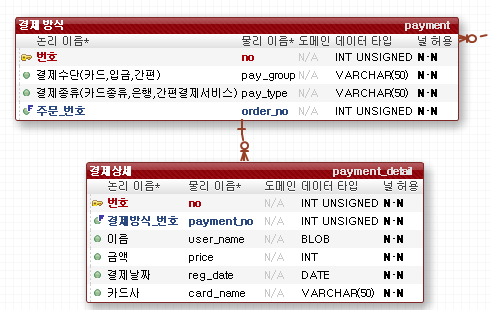 결제 방식 payment
논리 이름* 물리 이름* 도메인 데이터 타입 널 허용
번호 no N/A INT UNSIGNED N-N
결제수단(카드,입금,간편) pay_group N/A VARCHAR(50) N-N
결제종류(카드종류,은행,간편결제서비스) pay_type N/A VARCHAR(50) N-N
주문_번호 order_no N/A INT UNSIGNED N-N
결제상세 payment_detail
논리 이름* 물리 이름* 도메인 데이터 타입 널 허용
번호 no N/A INT UNSIGNED N-N
결제방식_번호 payment_no N/A INT UNSIGNED N-N
이름 user_name N/A BLOB N-N
금액 price N/A INT N-N
결제날짜 reg_date N/A DATE N-N
카드사 card_name N/A VARCHAR(50) N-N